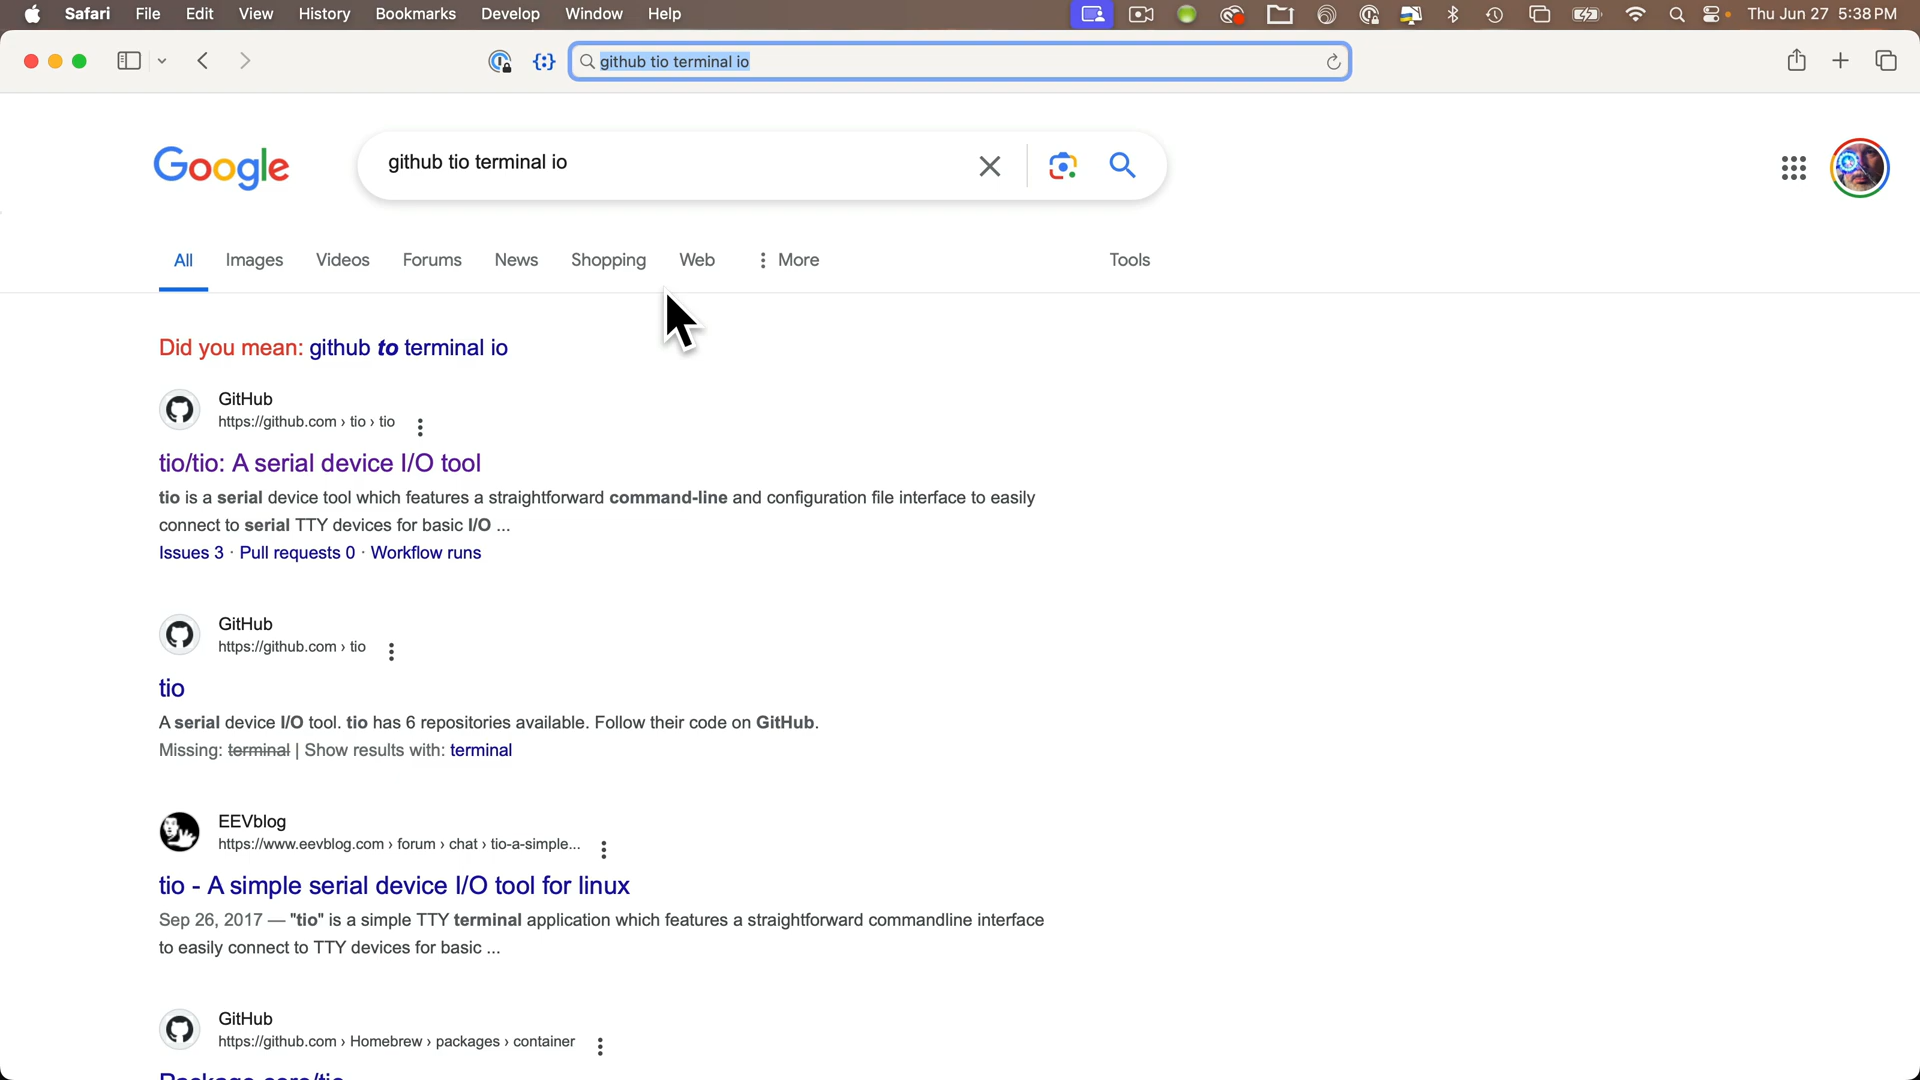 Safari File Edit View History Bookmarks Develop Window Help Thu Jun 27 5:38 PM
github tio terminal io
Google github tio terminal io
All Images Videos Forums News Shopping Web More Tools
Did you mean: github to terminal io
GitHub
https://github.com › tio › tio
tio/tio: A serial device I/O tool
tio is a serial device tool which features a straightforward command-line and configuration file interface to easily
connect to serial TTY devices for basic I/O ...
Issues 3 · Pull requests 0 · Workflow runs
GitHub
https://github.com › tio
tio
A serial device I/O tool. tio has 6 repositories available. Follow their code on GitHub.
Missing: terminal | Show results with: terminal
EEVblog
https://www.eevblog.com › forum › chat › tio-a-simple...
tio - A simple serial device I/O tool for linux
Sep 26, 2017 — "tio" is a simple TTY terminal application which features a straightforward commandline interface
to easily connect to TTY devices for basic ...
GitHub
https://github.com › Homebrew › packages › container